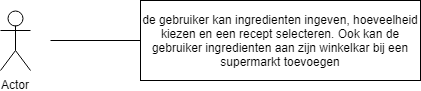 de gebruiker kan ingredienten ingeven, hoeveelheid
kiezen en een recept selecteren. Ook kan de
gebruiker ingredienten aan zijn winkelkar bij een
supermarkt toevoegen
Actor